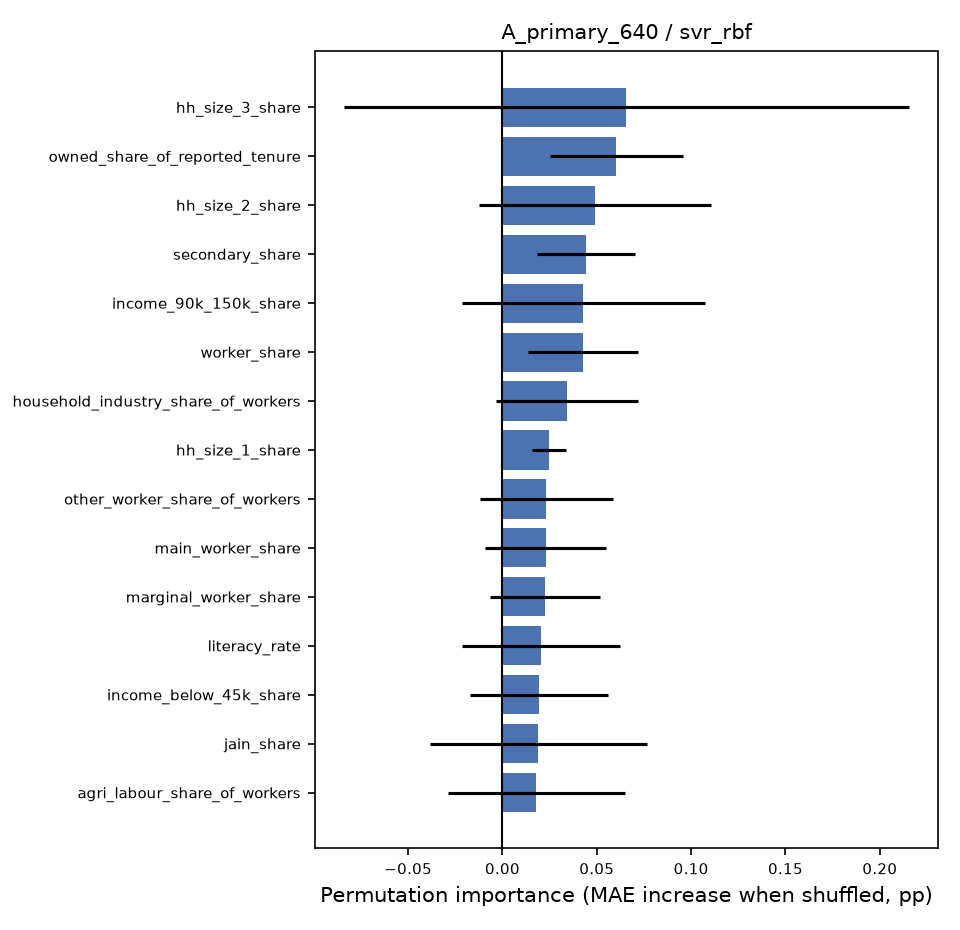 A_primary_640 / svr_rbf
hh_size_3_share
owned_share_of_reported_tenure
hh_size_2_share
secondary_share
income_90k_150k_share
worker_share
household_industry_share_of_workers
hh_size_1_share
other_worker_share_of_workers
main_worker_share
marginal_worker_share
literacy_rate
income_below_45k_share
jain_share
agri_labour_share_of_workers
−0.05 0.00 0.05 0.10 0.15 0.20
Permutation importance (MAE increase when shuffled, pp)